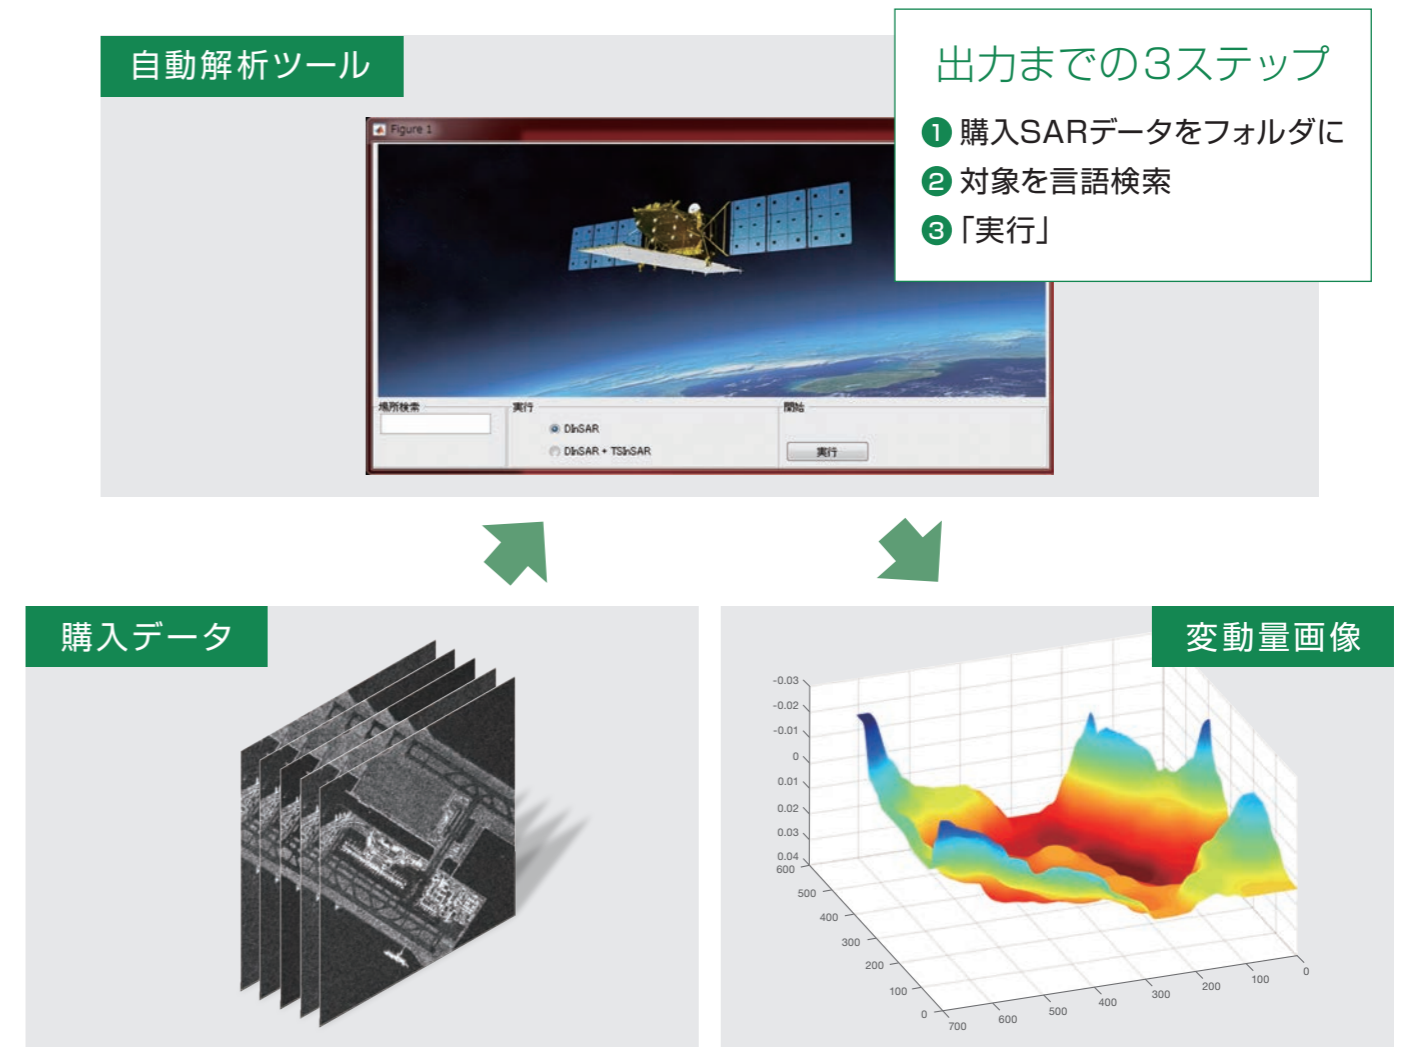 自動解析ツール
出力までの3ステップ
❶ 購入SARデータをフォルダに
❷ 対象を言語検索
❸ 「実行」
Figure 1
場所検索
実行
DInSAR
DInSAR + TSInSAR
開始
実行
購入データ
変動量画像
-0.03
-0.02
-0.01
0
0.01
0.02
0.03
0.04
600
500
400
300
200
100
0
700
600
500
400
300
200
100
0